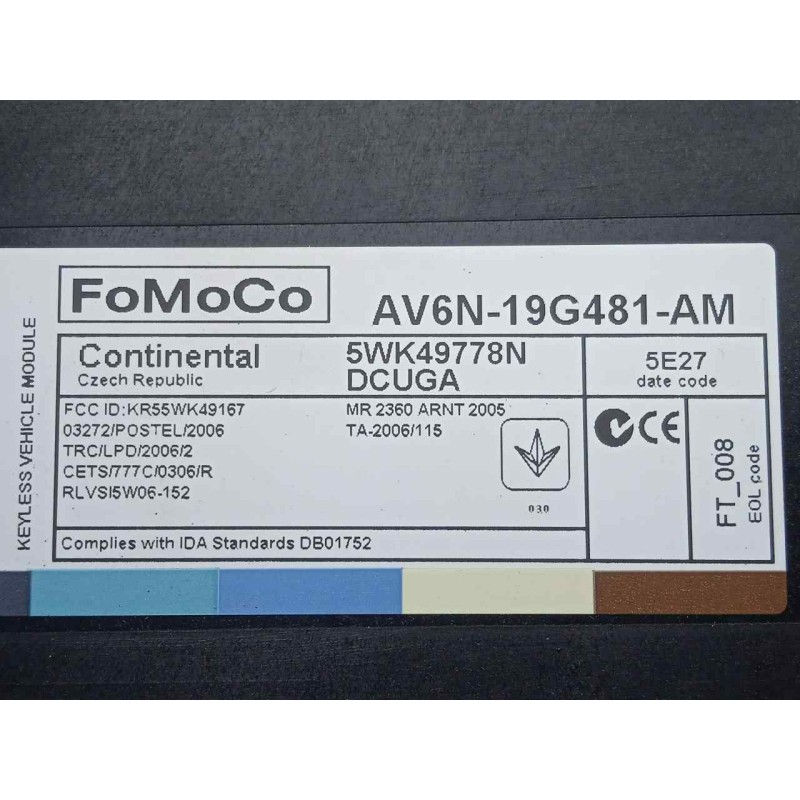 FoMoCo
AV6N-19G481-AM
KEYLESS VEHICLE MODULE
Continental
Czech Republic
5WK49778N
DCUGA
5E27
date code
FCC ID:KR55WK49167
03272/POSTEL/2006
TRC/LPD/2006/2
CETS/777C/0306/R
RLVSI5W06-152
MR 2360 ARNT 2005
TA-2006/115
030
CE
FT_008
EOL code
Complies with IDA Standards DB01752